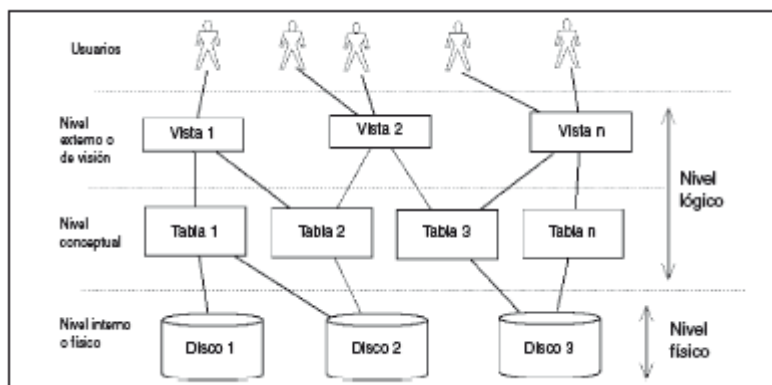 Usuarios
Nivel
externo o
de visión
Vista 1
Vista 2
Vista n
Nivel
lógico
Nivel
conceptual
Tabla 1
Tabla 2
Tabla 3
Tabla n
Nivel interno
o físico
Disco 1
Disco 2
Disco 3
Nivel
físico